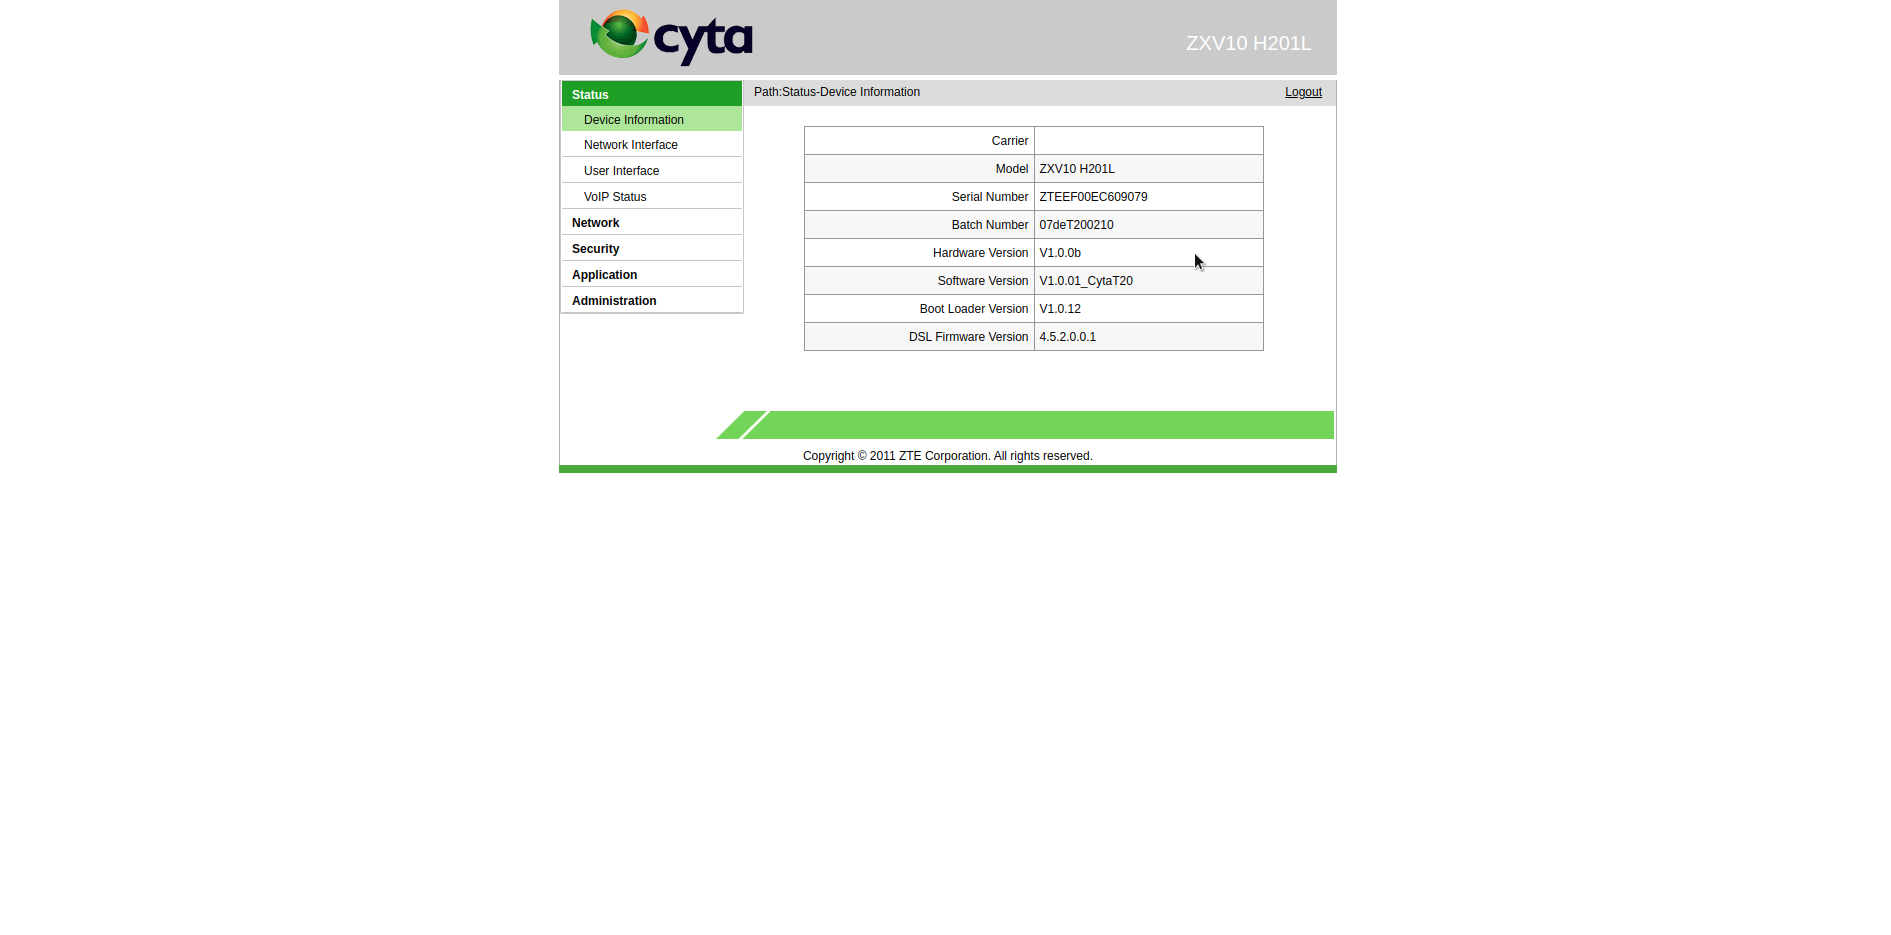 cyta
ZXV10 H201L
Path:Status-Device Information
Logout
Status
Device Information
Network Interface
User Interface
VoIP Status
Network
Security
Application
Administration
Carrier
Model ZXV10 H201L
Serial Number ZTEEF00EC609079
Batch Number 07deT200210
Hardware Version V1.0.0b
Software Version V1.0.01_CytaT20
Boot Loader Version V1.0.12
DSL Firmware Version 4.5.2.0.0.1
Copyright © 2011 ZTE Corporation. All rights reserved.